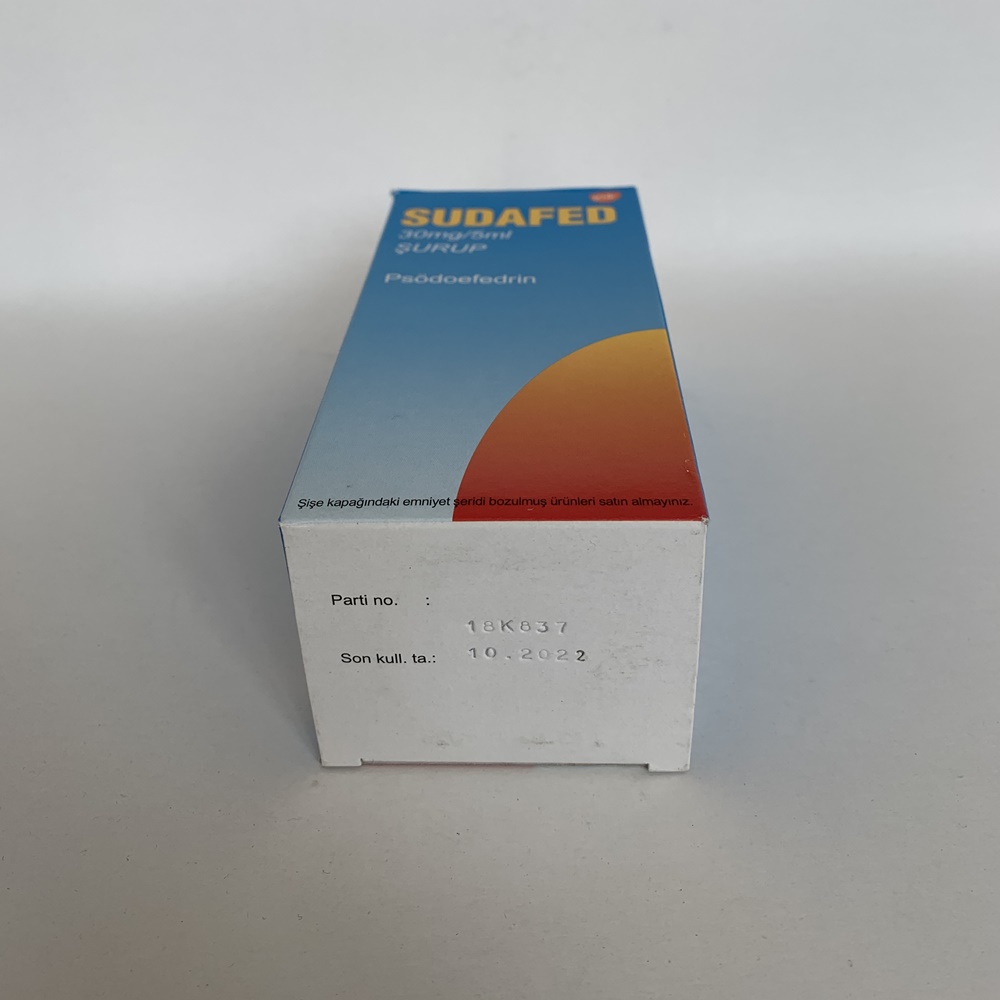 SUDAFED
30mg/5ml
ŞURUP
Psödoefedrin
Şişe kapağındaki emniyet şeridi bozulmuş ürünleri satın almayınız.
Parti no. :
18K837
Son kull. ta.: 10.2022